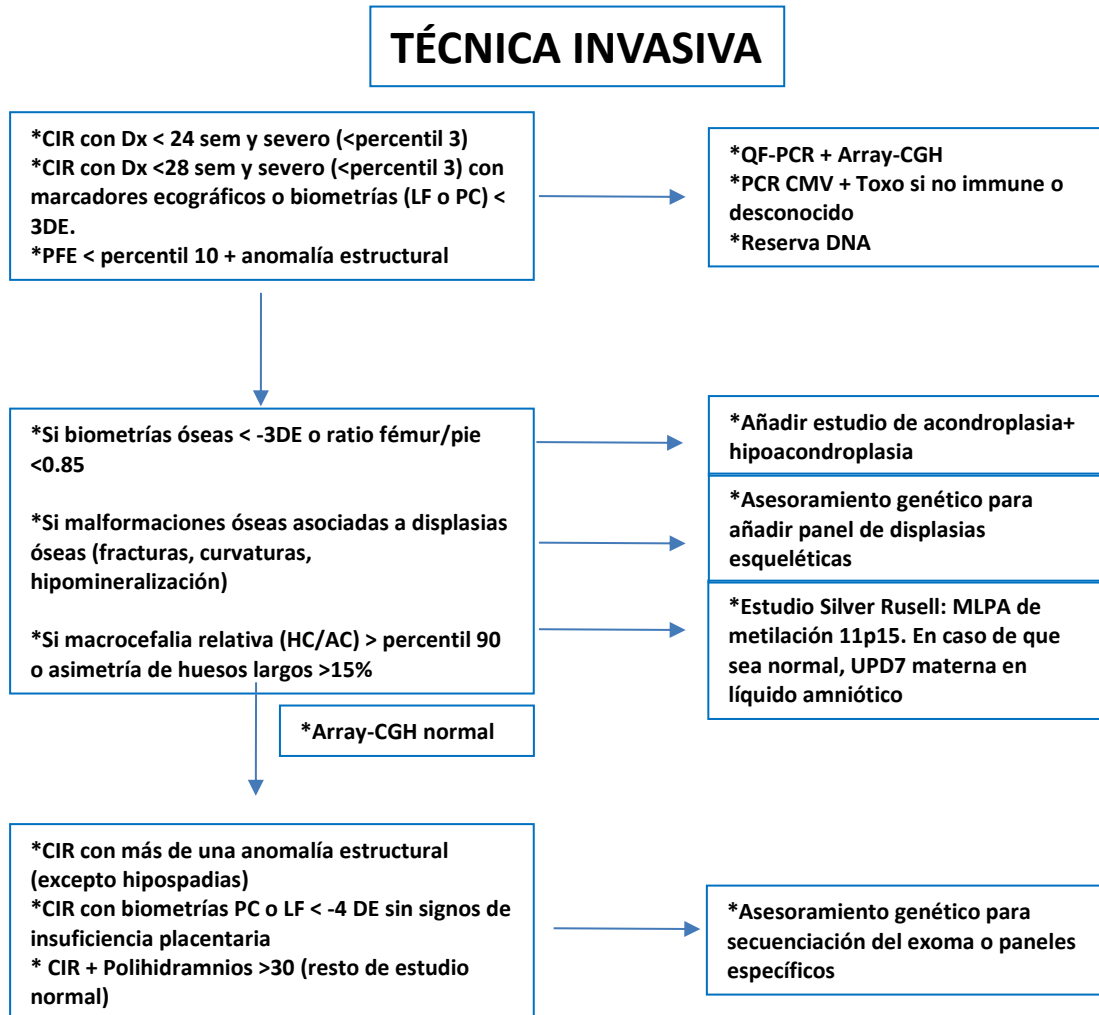 TÉCNICA INVASIVA
*CIR con Dx < 24 sem y severo (<percentil 3)
*CIR con Dx <28 sem y severo (<percentil 3) con
marcadores ecográficos o biometrías (LF o PC) <
3DE.
*PFE < percentil 10 + anomalía estructural
*QF-PCR + Array-CGH
*PCR CMV + Toxo si no immune o
desconocido
*Reserva DNA
*Si biometrías óseas < -3DE o ratio fémur/pie
<0.85
*Si malformaciones óseas asociadas a displasias
óseas (fracturas, curvaturas,
hipomineralización)
*Si macrocefalia relativa (HC/AC) > percentil 90
o asimetría de huesos largos >15%
*Añadir estudio de acondroplasia+
hipoacondroplasia
*Asesoramiento genético para
añadir panel de displasias
esqueléticas
*Estudio Silver Rusell: MLPA de
metilación 11p15. En caso de que
sea normal, UPD7 materna en
líquido amniótico
*Array-CGH normal
*CIR con más de una anomalía estructural
(excepto hipospadias)
*CIR con biometrías PC o LF < -4 DE sin signos de
insuficiencia placentaria
* CIR + Polihidramnios >30 (resto de estudio
normal)
*Asesoramiento genético para
secuenciación del exoma o paneles
específicos